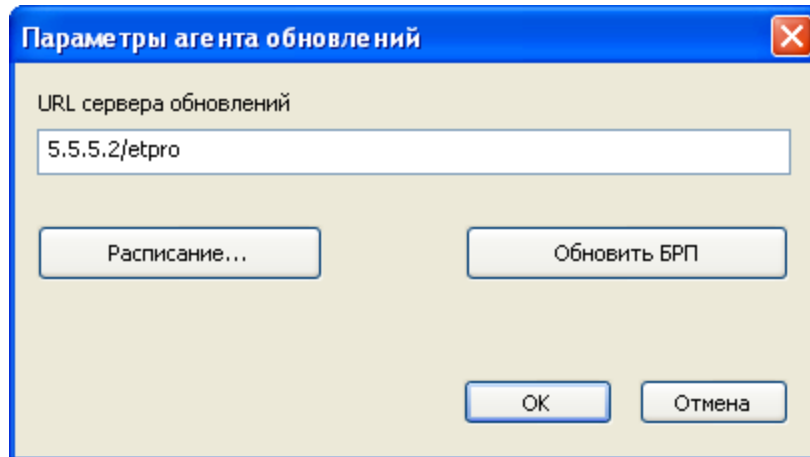 Параметры агента обновлений
URL сервера обновлений
5.5.5.2/etpro
Расписание...
Обновить БРП
OK
Отмена